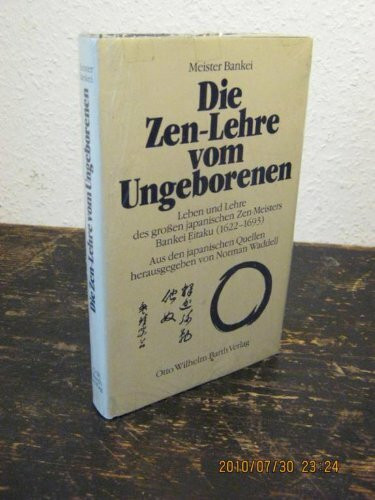 Meister Bankei
Die
Zen-Lehre
vom
Ungeborenen
Leben und Lehre
des großen japanischen Zen Meisters
Bankei Eitaku (1622–1693)
Aus den japanischen Quellen
herausgegeben von Norman Waddell
Otto Wilhelm Barth Verlag
Die Zen-Lehre vom Ungeborenen
2010/07/30 23:24